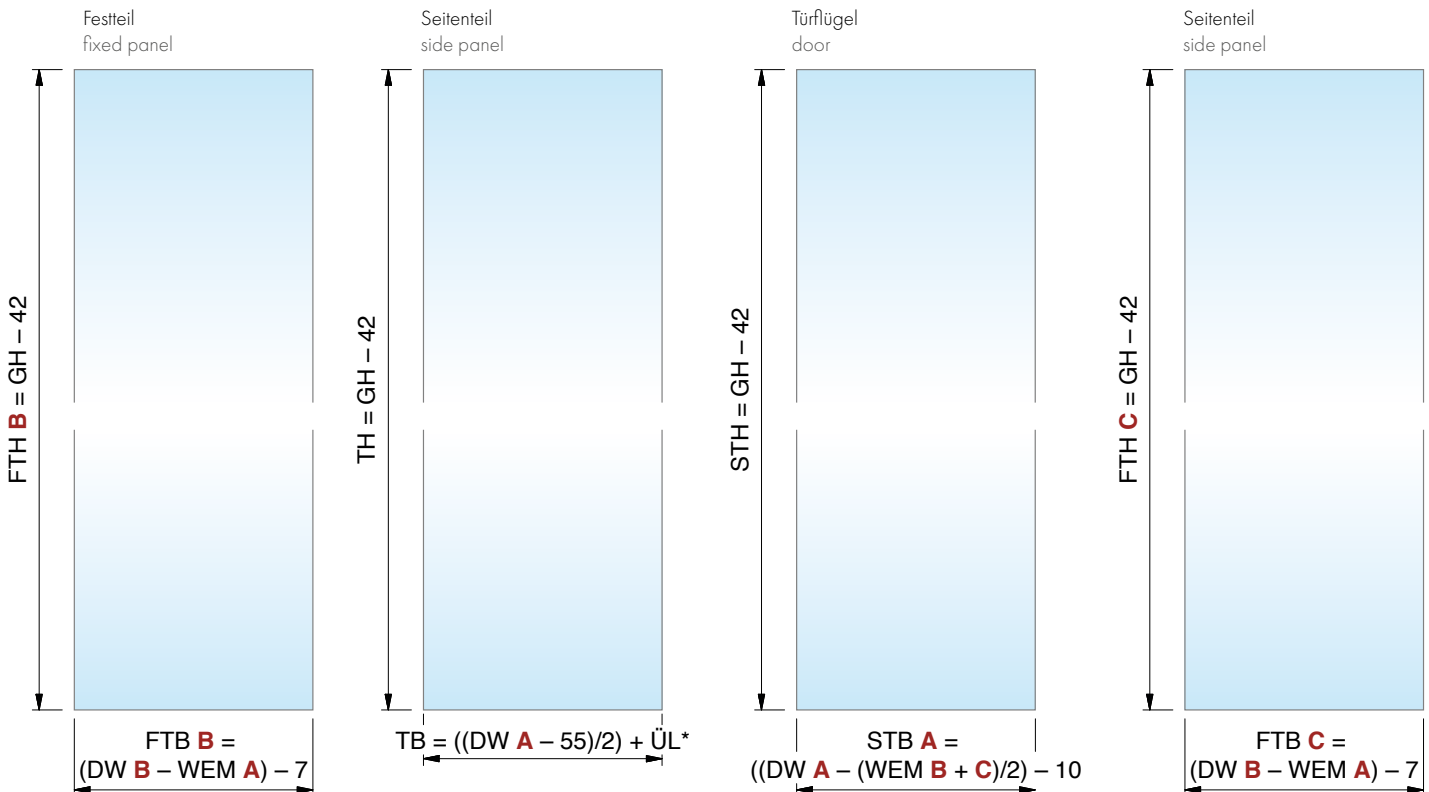 Festteil
fixed panel
FTH B = GH – 42
FTB B =
(DW B – WEM A) – 7
Seitenteil
side panel
TH = GH – 42
TB = ((DW A – 55)/2) + ÜL*
Türflügel
door
STH = GH – 42
STB A =
((DW A – (WEM B + C)/2) – 10
Seitenteil
side panel
FTH C = GH – 42
FTB C =
(DW B – WEM A) – 7